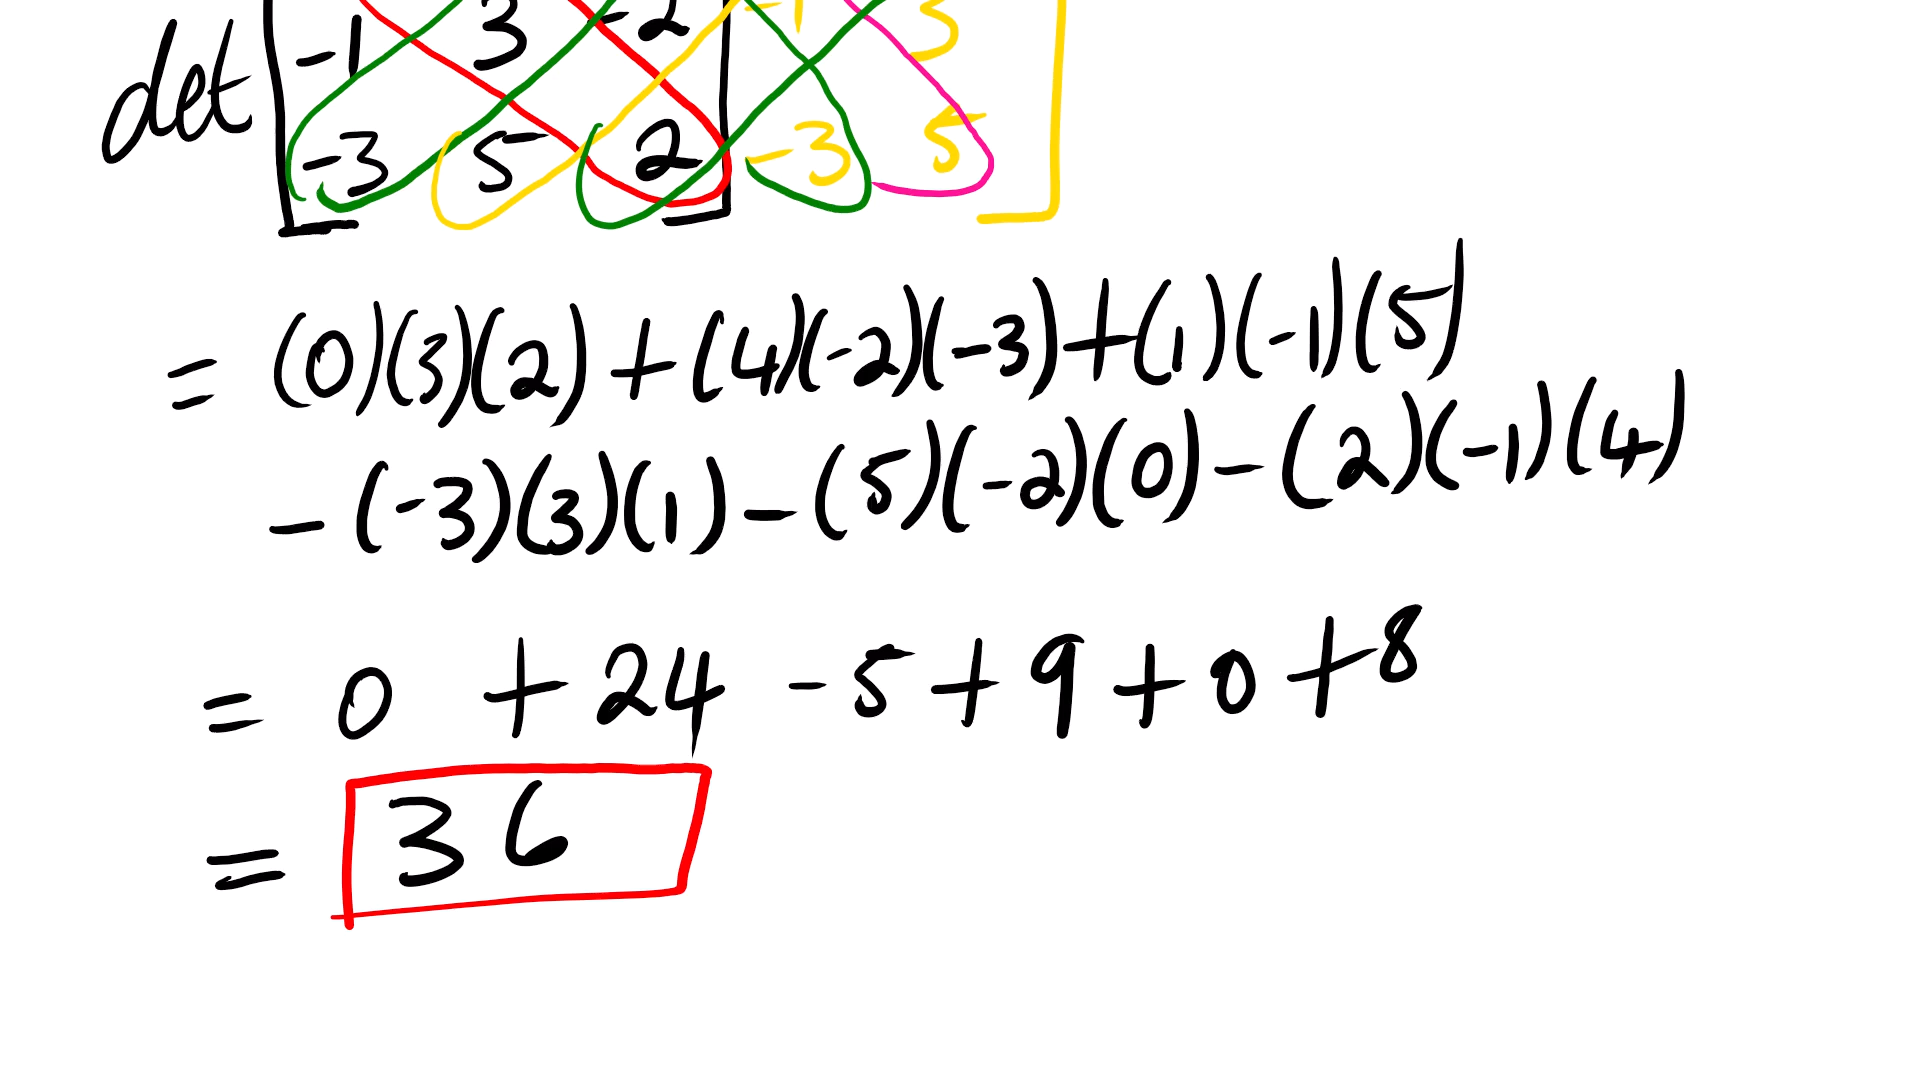 det [ -1 3 -2 ] -1 3
-3 5 2 -3 5
= (0)(3)(2) + (4)(-2)(-3) + (1)(-1)(5)
- (-3)(3)(1) - (5)(-2)(0) - (2)(-1)(4)
= 0 + 24 - 5 + 9 + 0 + 8
= 36